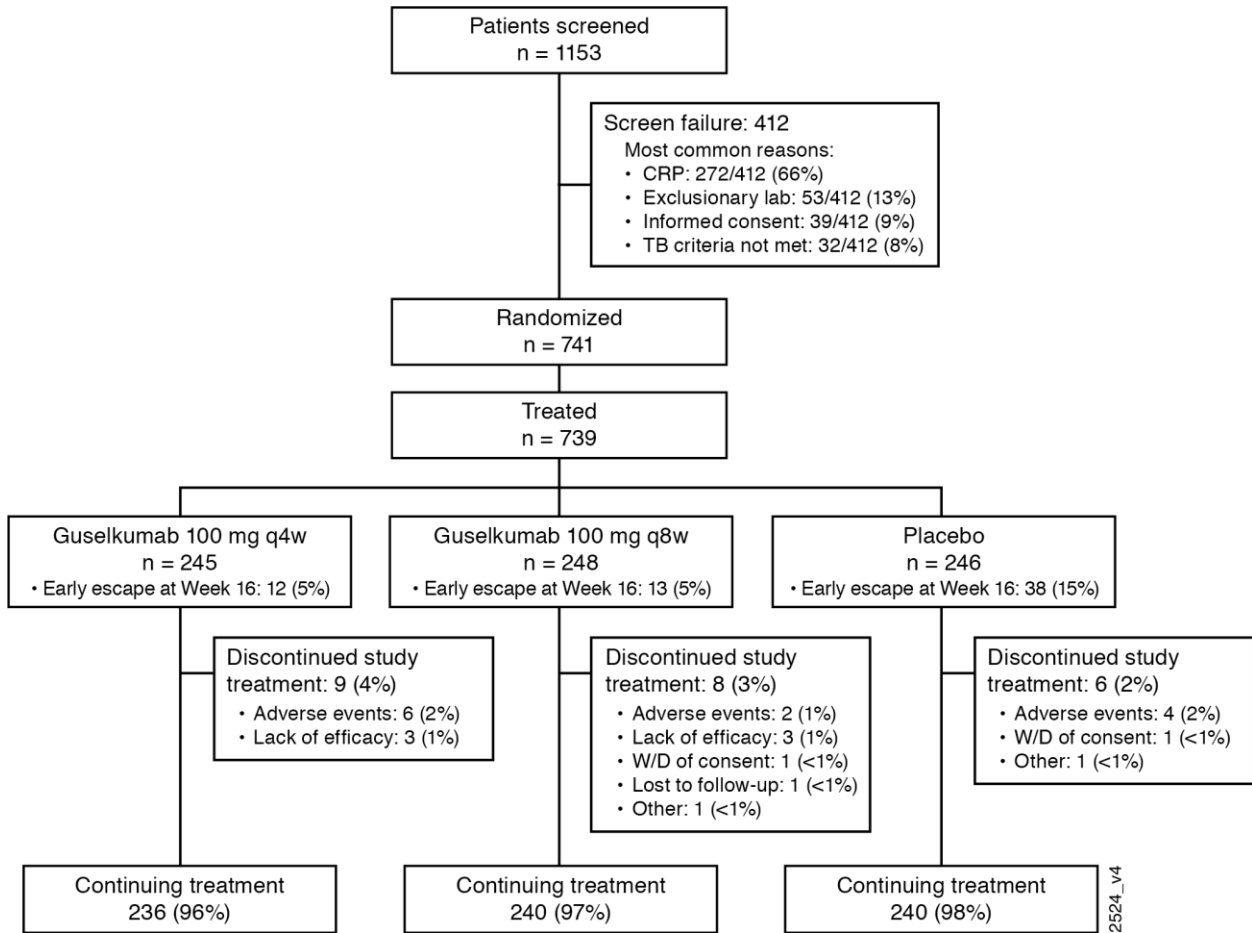 Patients screened
n = 1153
Screen failure: 412
Most common reasons:
• CRP: 272/412 (66%)
• Exclusionary lab: 53/412 (13%)
• Informed consent: 39/412 (9%)
• TB criteria not met: 32/412 (8%)
Randomized
n = 741
Treated
n = 739
Guselkumab 100 mg q4w
n = 245
• Early escape at Week 16: 12 (5%)
Guselkumab 100 mg q8w
n = 248
• Early escape at Week 16: 13 (5%)
Placebo
n = 246
• Early escape at Week 16: 38 (15%)
Discontinued study
treatment: 9 (4%)
• Adverse events: 6 (2%)
• Lack of efficacy: 3 (1%)
Discontinued study
treatment: 8 (3%)
• Adverse events: 2 (1%)
• Lack of efficacy: 3 (1%)
• W/D of consent: 1 (<1%)
• Lost to follow-up: 1 (<1%)
• Other: 1 (<1%)
Discontinued study
treatment: 6 (2%)
• Adverse events: 4 (2%)
• W/D of consent: 1 (<1%)
• Other: 1 (<1%)
Continuing treatment
236 (96%)
Continuing treatment
240 (97%)
Continuing treatment
240 (98%)
2524_v4